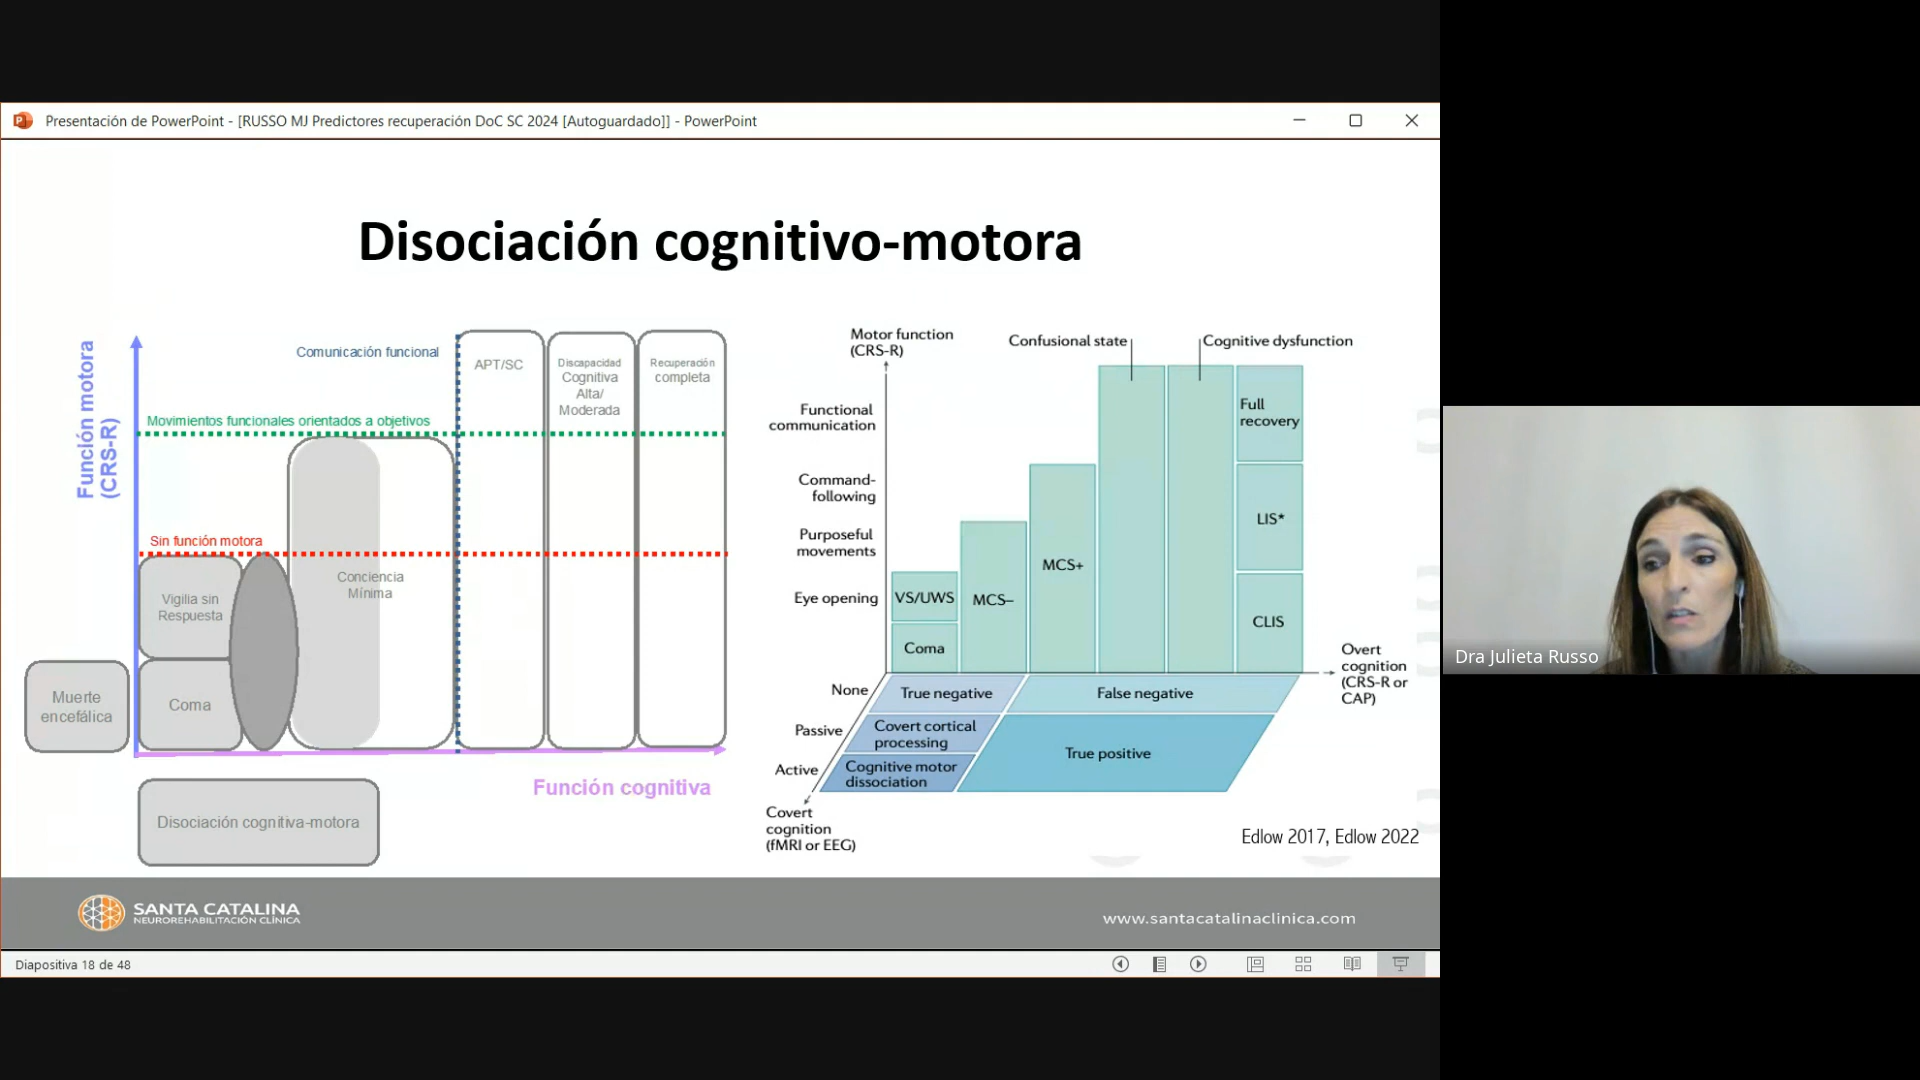 Presentación de PowerPoint - [RUSSO MJ Predictores recuperación DoC SC 2024 [Autoguardado]] - PowerPoint
Disociación cognitivo-motora
Función motora
(CRS-R)
Comunicación funcional
Movimientos funcionales orientados a objetivos
Sin función motora
APT/SC
Discapacidad
Cognitiva
Alta/
Moderada
Recuperación
completa
Conciencia
Mínima
Vigilia sin
Respuesta
Muerte
encefálica
Coma
Función cognitiva
Disociación cognitiva-motora
Motor function
(CRS-R)
Confusional state
Cognitive dysfunction
Functional
communication
Command-
following
Purposeful
movements
Eye opening
VS/UWS
Coma
MCS–
MCS+
Full
recovery
LIS*
CLIS
Overt
cognition
(CRS-R or
CAP)
None
Passive
Active
True negative
False negative
Covert cortical
processing
True positive
Cognitive motor
dissociation
Covert
cognition
(fMRI or EEG)
Edlow 2017, Edlow 2022
SANTA CATALINA
NEUROREHABILITACIÓN CLÍNICA
www.santacatalinaclinica.com
Diapositiva 18 de 48
Dra Julieta Russo